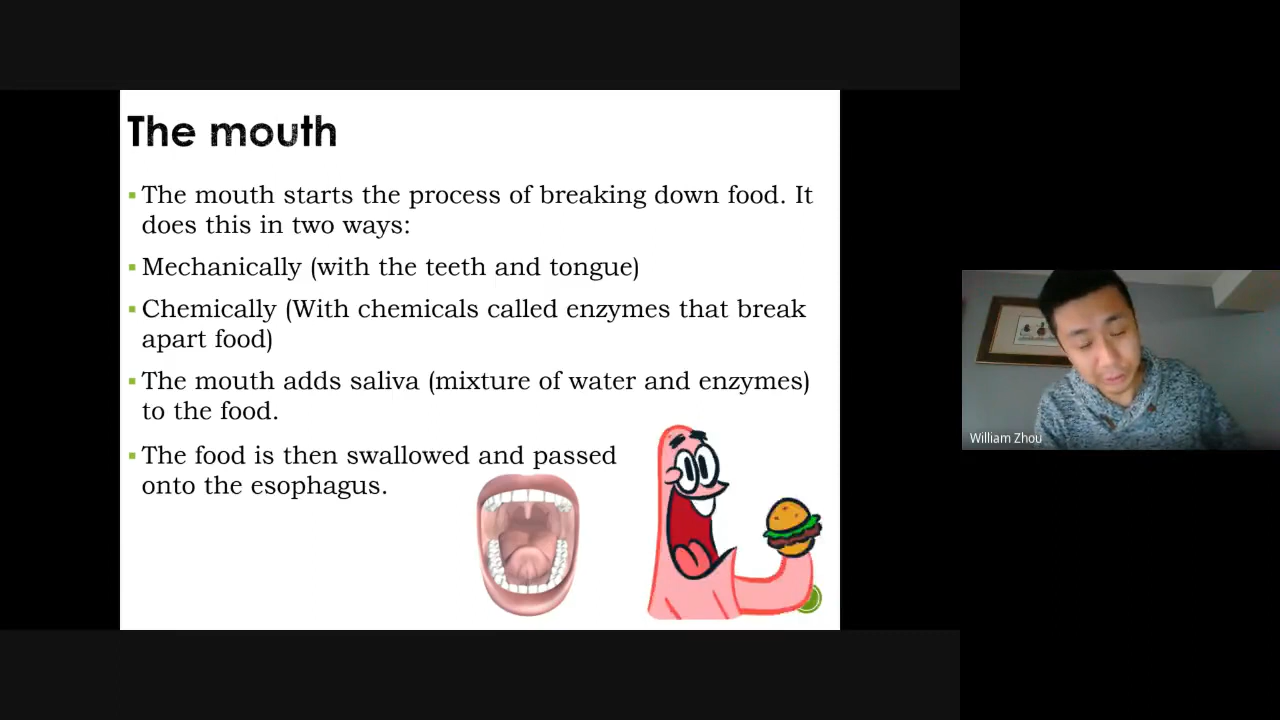 The mouth
▪ The mouth starts the process of breaking down food. It
does this in two ways:
▪ Mechanically (with the teeth and tongue)
▪ Chemically (With chemicals called enzymes that break
apart food)
▪ The mouth adds saliva (mixture of water and enzymes)
to the food.
▪ The food is then swallowed and passed
onto the esophagus.
William Zhou